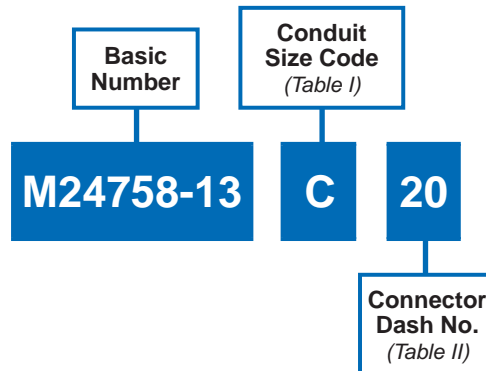 Basic
Number
Conduit
Size Code
(Table I)
M24758-13
C
20
Connector
Dash No.
(Table II)